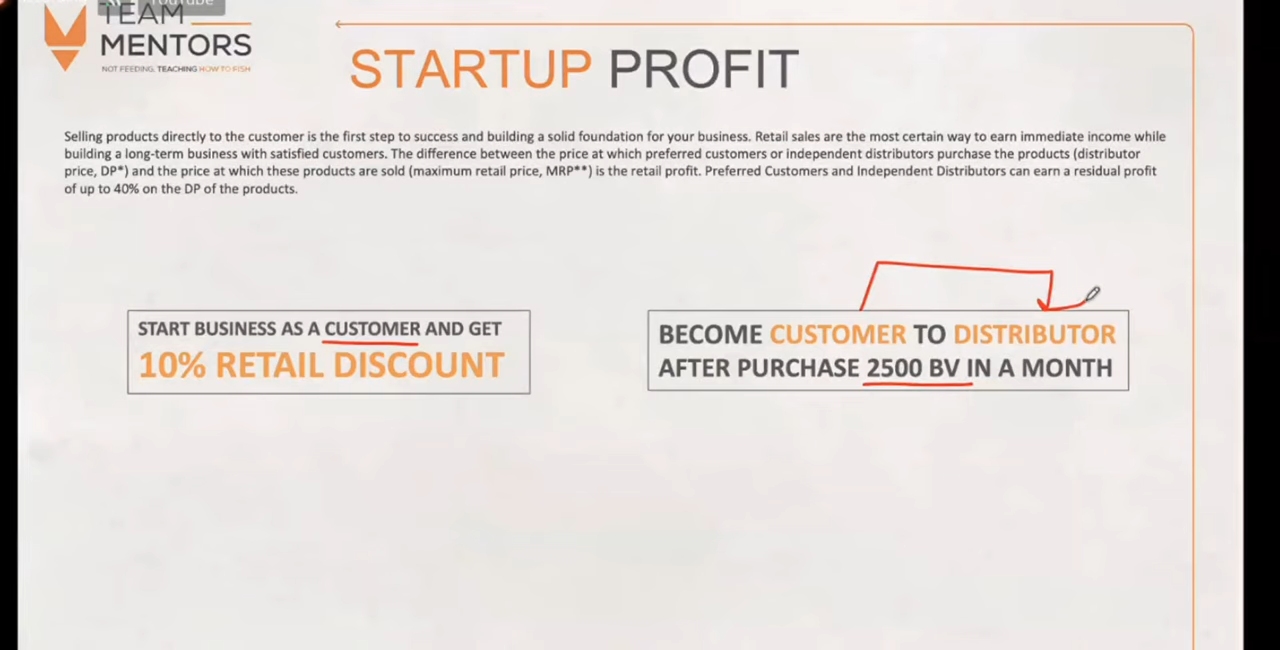 YouTube
TEAM
MENTORS
NOT FEEDING. TEACHING HOW TO FISH
STARTUP PROFIT
Selling products directly to the customer is the first step to success and building a solid foundation for your business. Retail sales are the most certain way to earn immediate income while
building a long-term business with satisfied customers. The difference between the price at which preferred customers or independent distributors purchase the products (distributor
price, DP*) and the price at which these products are sold (maximum retail price, MRP**) is the retail profit. Preferred Customers and Independent Distributors can earn a residual profit
of up to 40% on the DP of the products.
START BUSINESS AS A CUSTOMER AND GET
10% RETAIL DISCOUNT
BECOME CUSTOMER TO DISTRIBUTOR
AFTER PURCHASE 2500 BV IN A MONTH